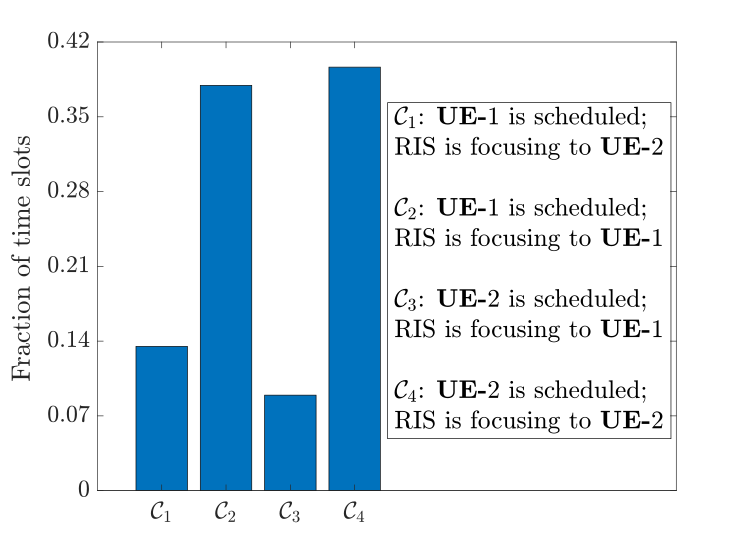 0.42
0.35
0.28
0.21
0.14
0.07
0
Fraction of time slots
𝒞₁
𝒞₂
𝒞₃
𝒞₄
𝒞₁: UE-1 is scheduled;
RIS is focusing to UE-2
𝒞₂: UE-1 is scheduled;
RIS is focusing to UE-1
𝒞₃: UE-2 is scheduled;
RIS is focusing to UE-1
𝒞₄: UE-2 is scheduled;
RIS is focusing to UE-2